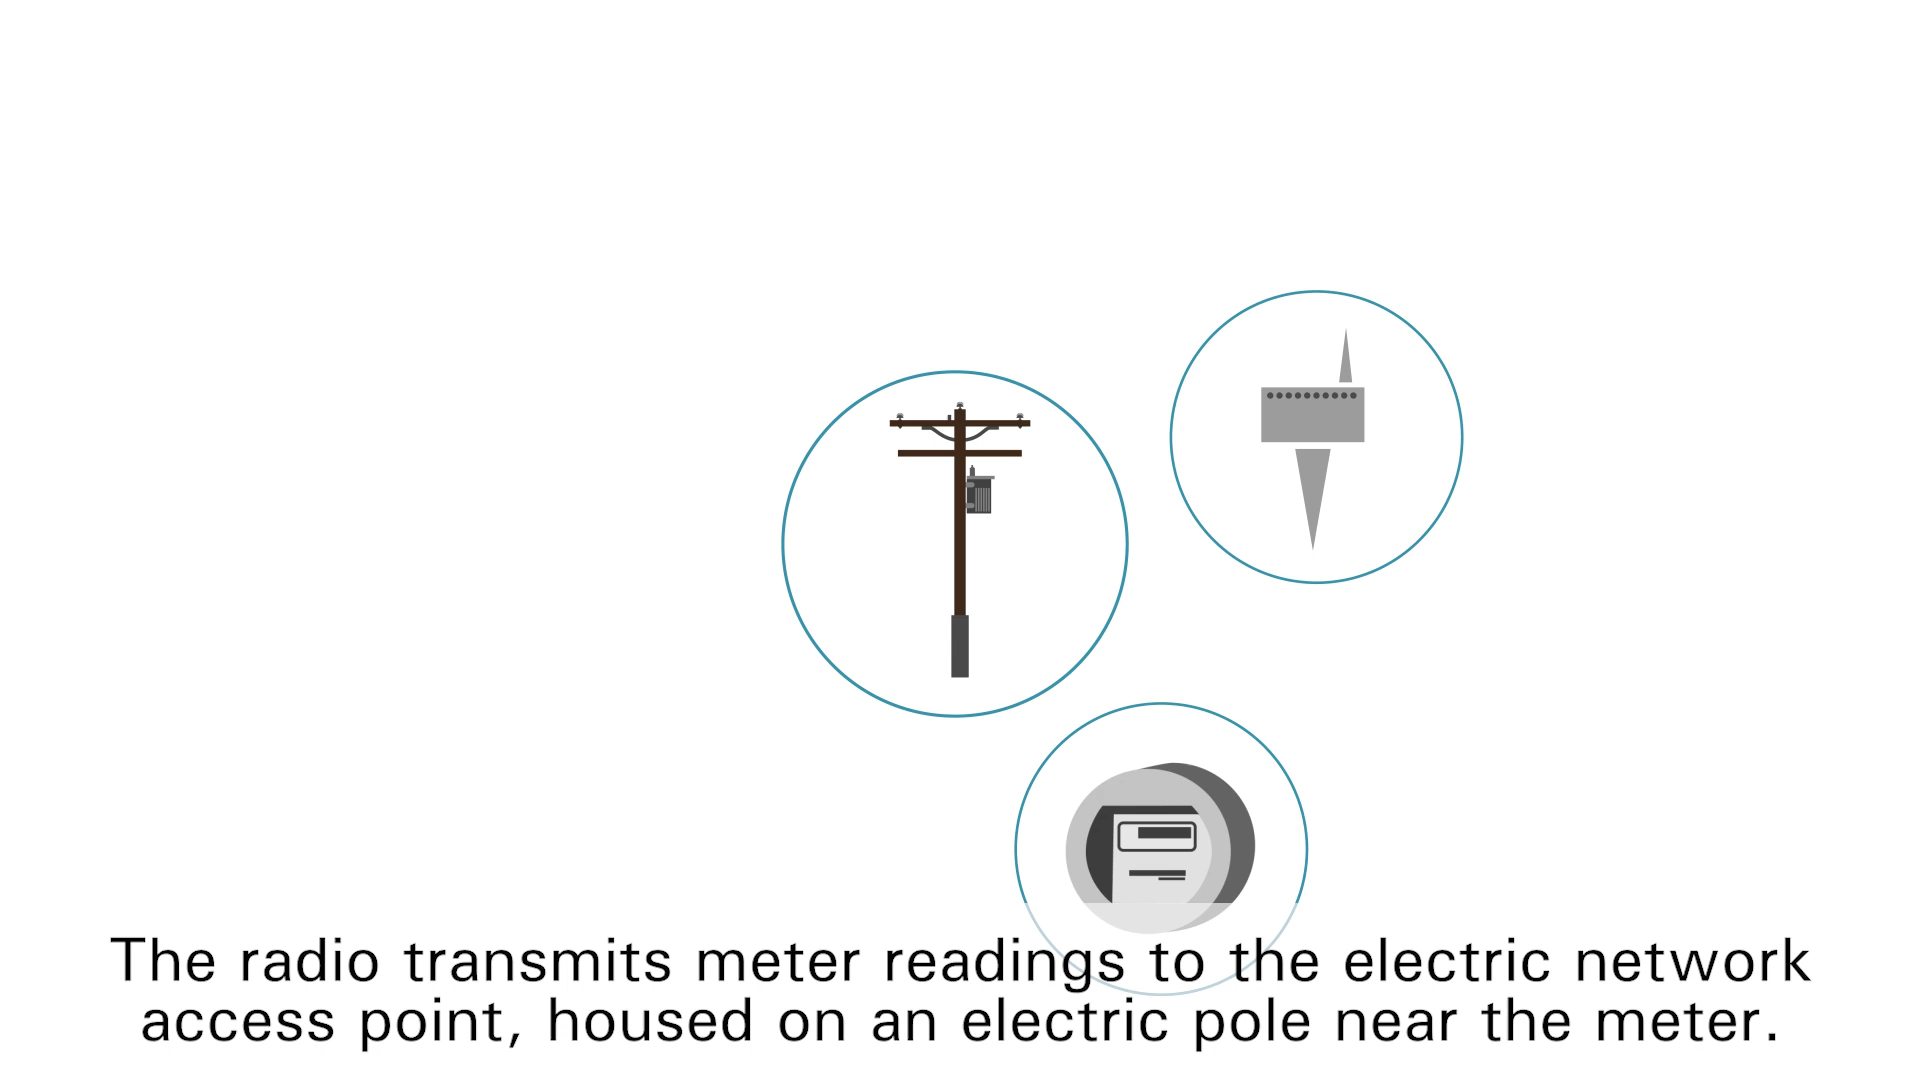 The radio transmits meter readings to the electric network
access point, housed on an electric pole near the meter.